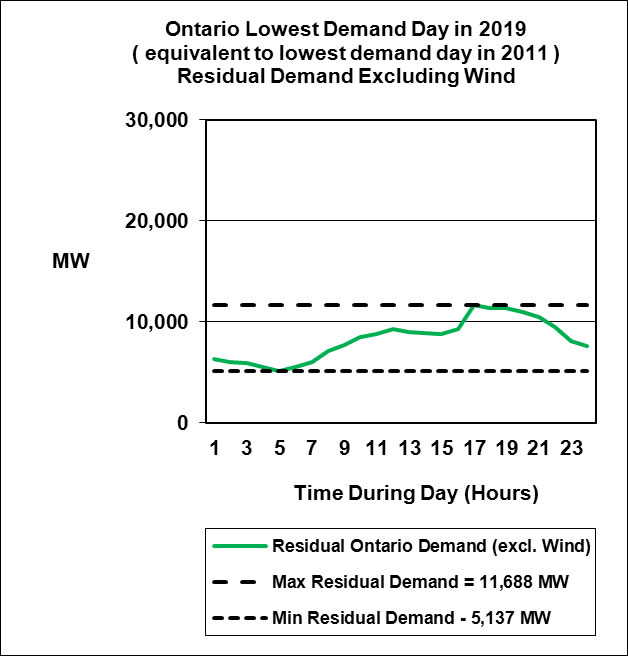 Ontario Lowest Demand Day in 2019
( equivalent to lowest demand day in 2011 )
Residual Demand Excluding Wind
30,000
20,000
MW
10,000
0
1 3 5 7 9 11 13 15 17 19 21 23
Time During Day (Hours)
Residual Ontario Demand (excl. Wind)
Max Residual Demand = 11,688 MW
Min Residual Demand - 5,137 MW